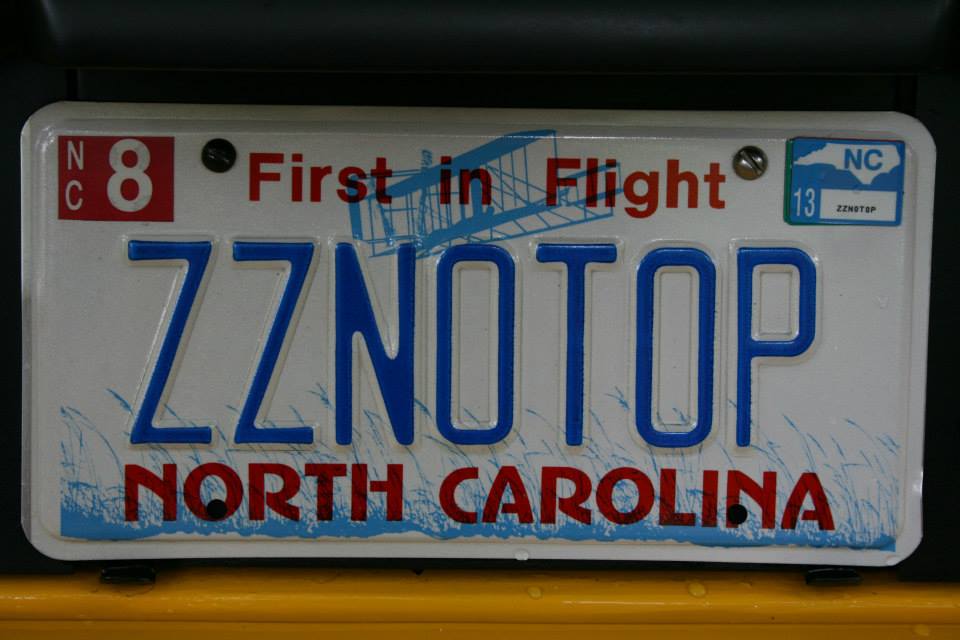 NC 8
First in Flight
NC
13 ZZNOTOP
ZZNOTOP
NORTH CAROLINA